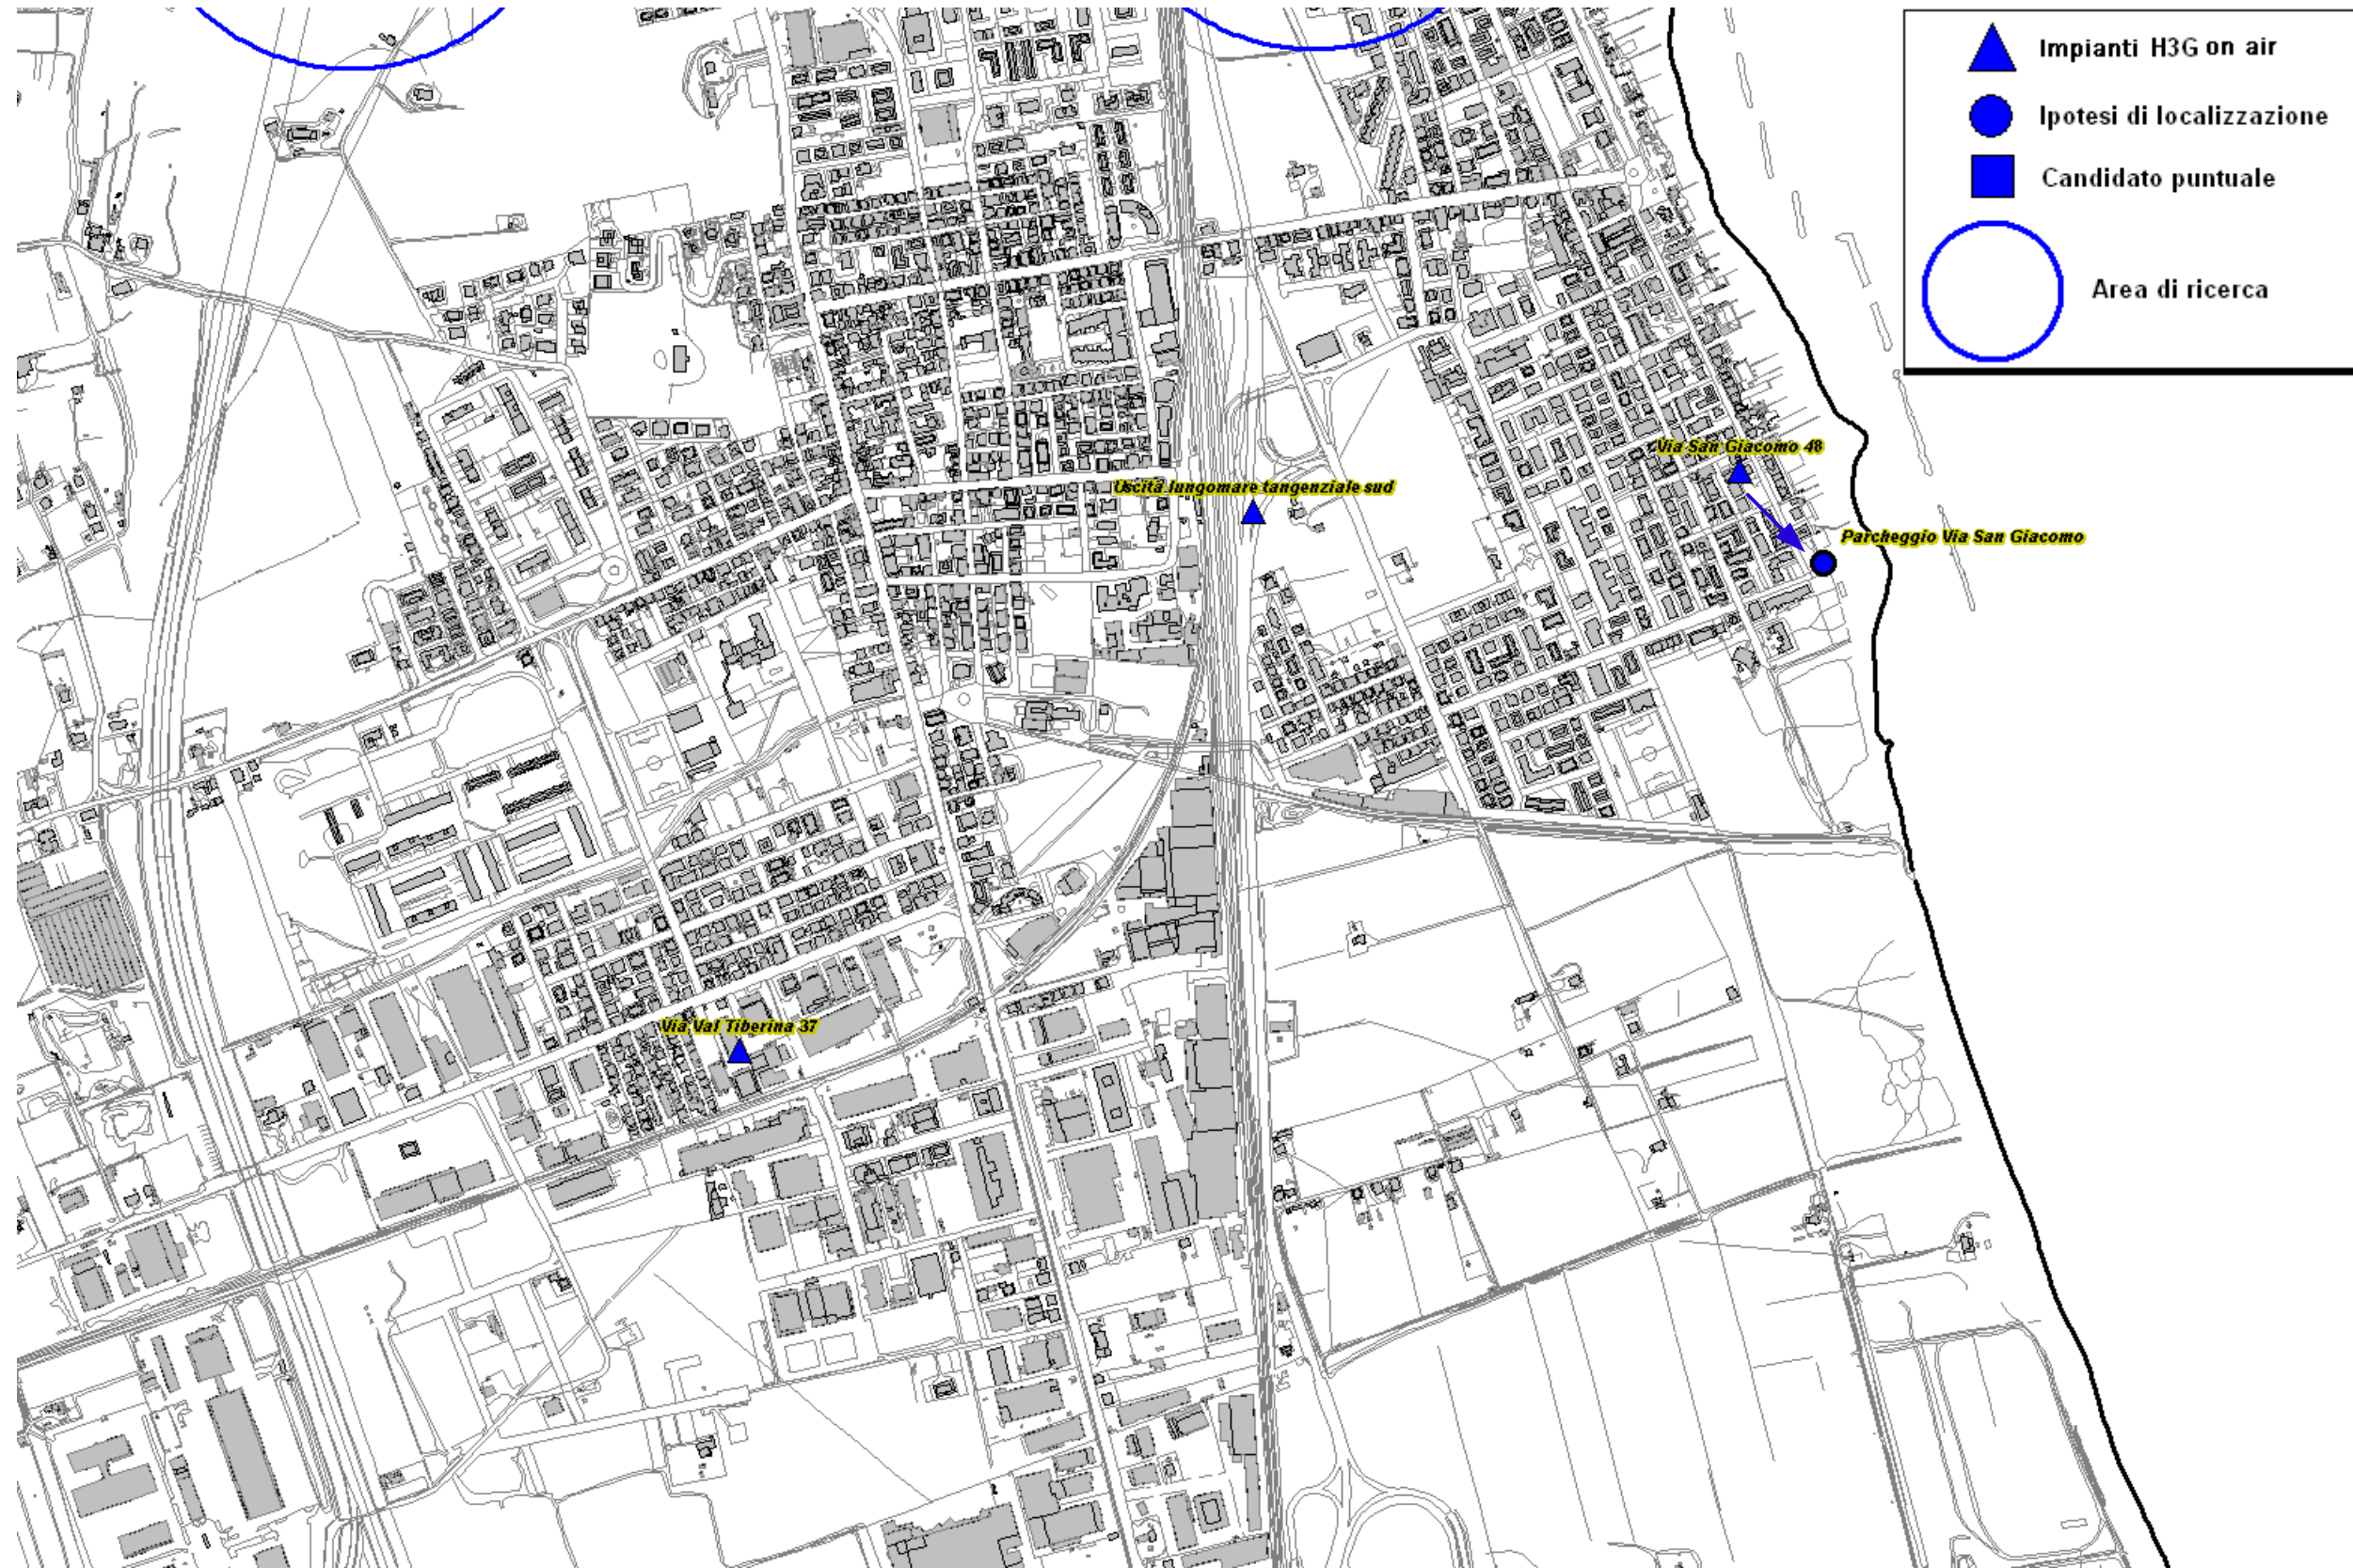 Impianti H3G on air
Ipotesi di localizzazione
Candidato puntuale
Area di ricerca
Via San Giacomo 48
Uscita lungomare tangenziale sud
Parcheggio Via San Giacomo
Via Val Tiberina 37